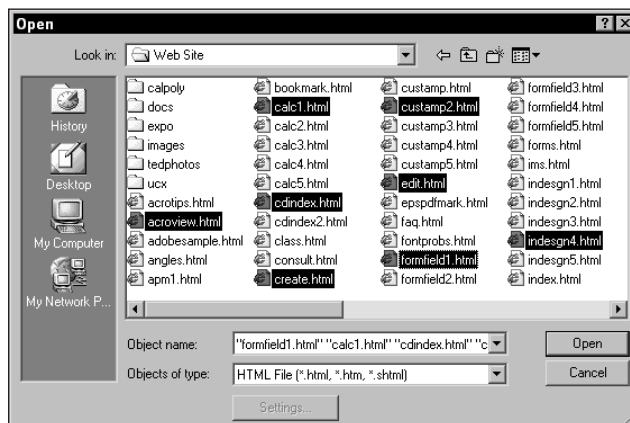 Open
Look in: Web Site
History
Desktop
My Computer
My Network P...
calpoly
docs
expo
images
tedphotos
ucx
acrotips.html
acroview.html
adobesample.html
angles.html
apm1.html
bookmark.html
calc1.html
calc2.html
calc3.html
calc4.html
calc5.html
cdindex.html
cdindex2.html
class.html
consult.html
create.html
custamp.html
custamp2.html
custamp3.html
custamp4.html
custamp5.html
edit.html
epspdfmark.html
faq.html
fontprobs.html
formfield1.html
formfield2.html
formfield3.html
formfield4.html
formfield5.html
forms.html
ims.html
indesgn1.html
indesgn2.html
indesgn3.html
indesgn4.html
indesgn5.html
index.html
Object name: "formfield1.html" "calc1.html" "cdindex.html" "c
Open
Objects of type: HTML File (*.html, *.htm, *.shtml)
Cancel
Settings...